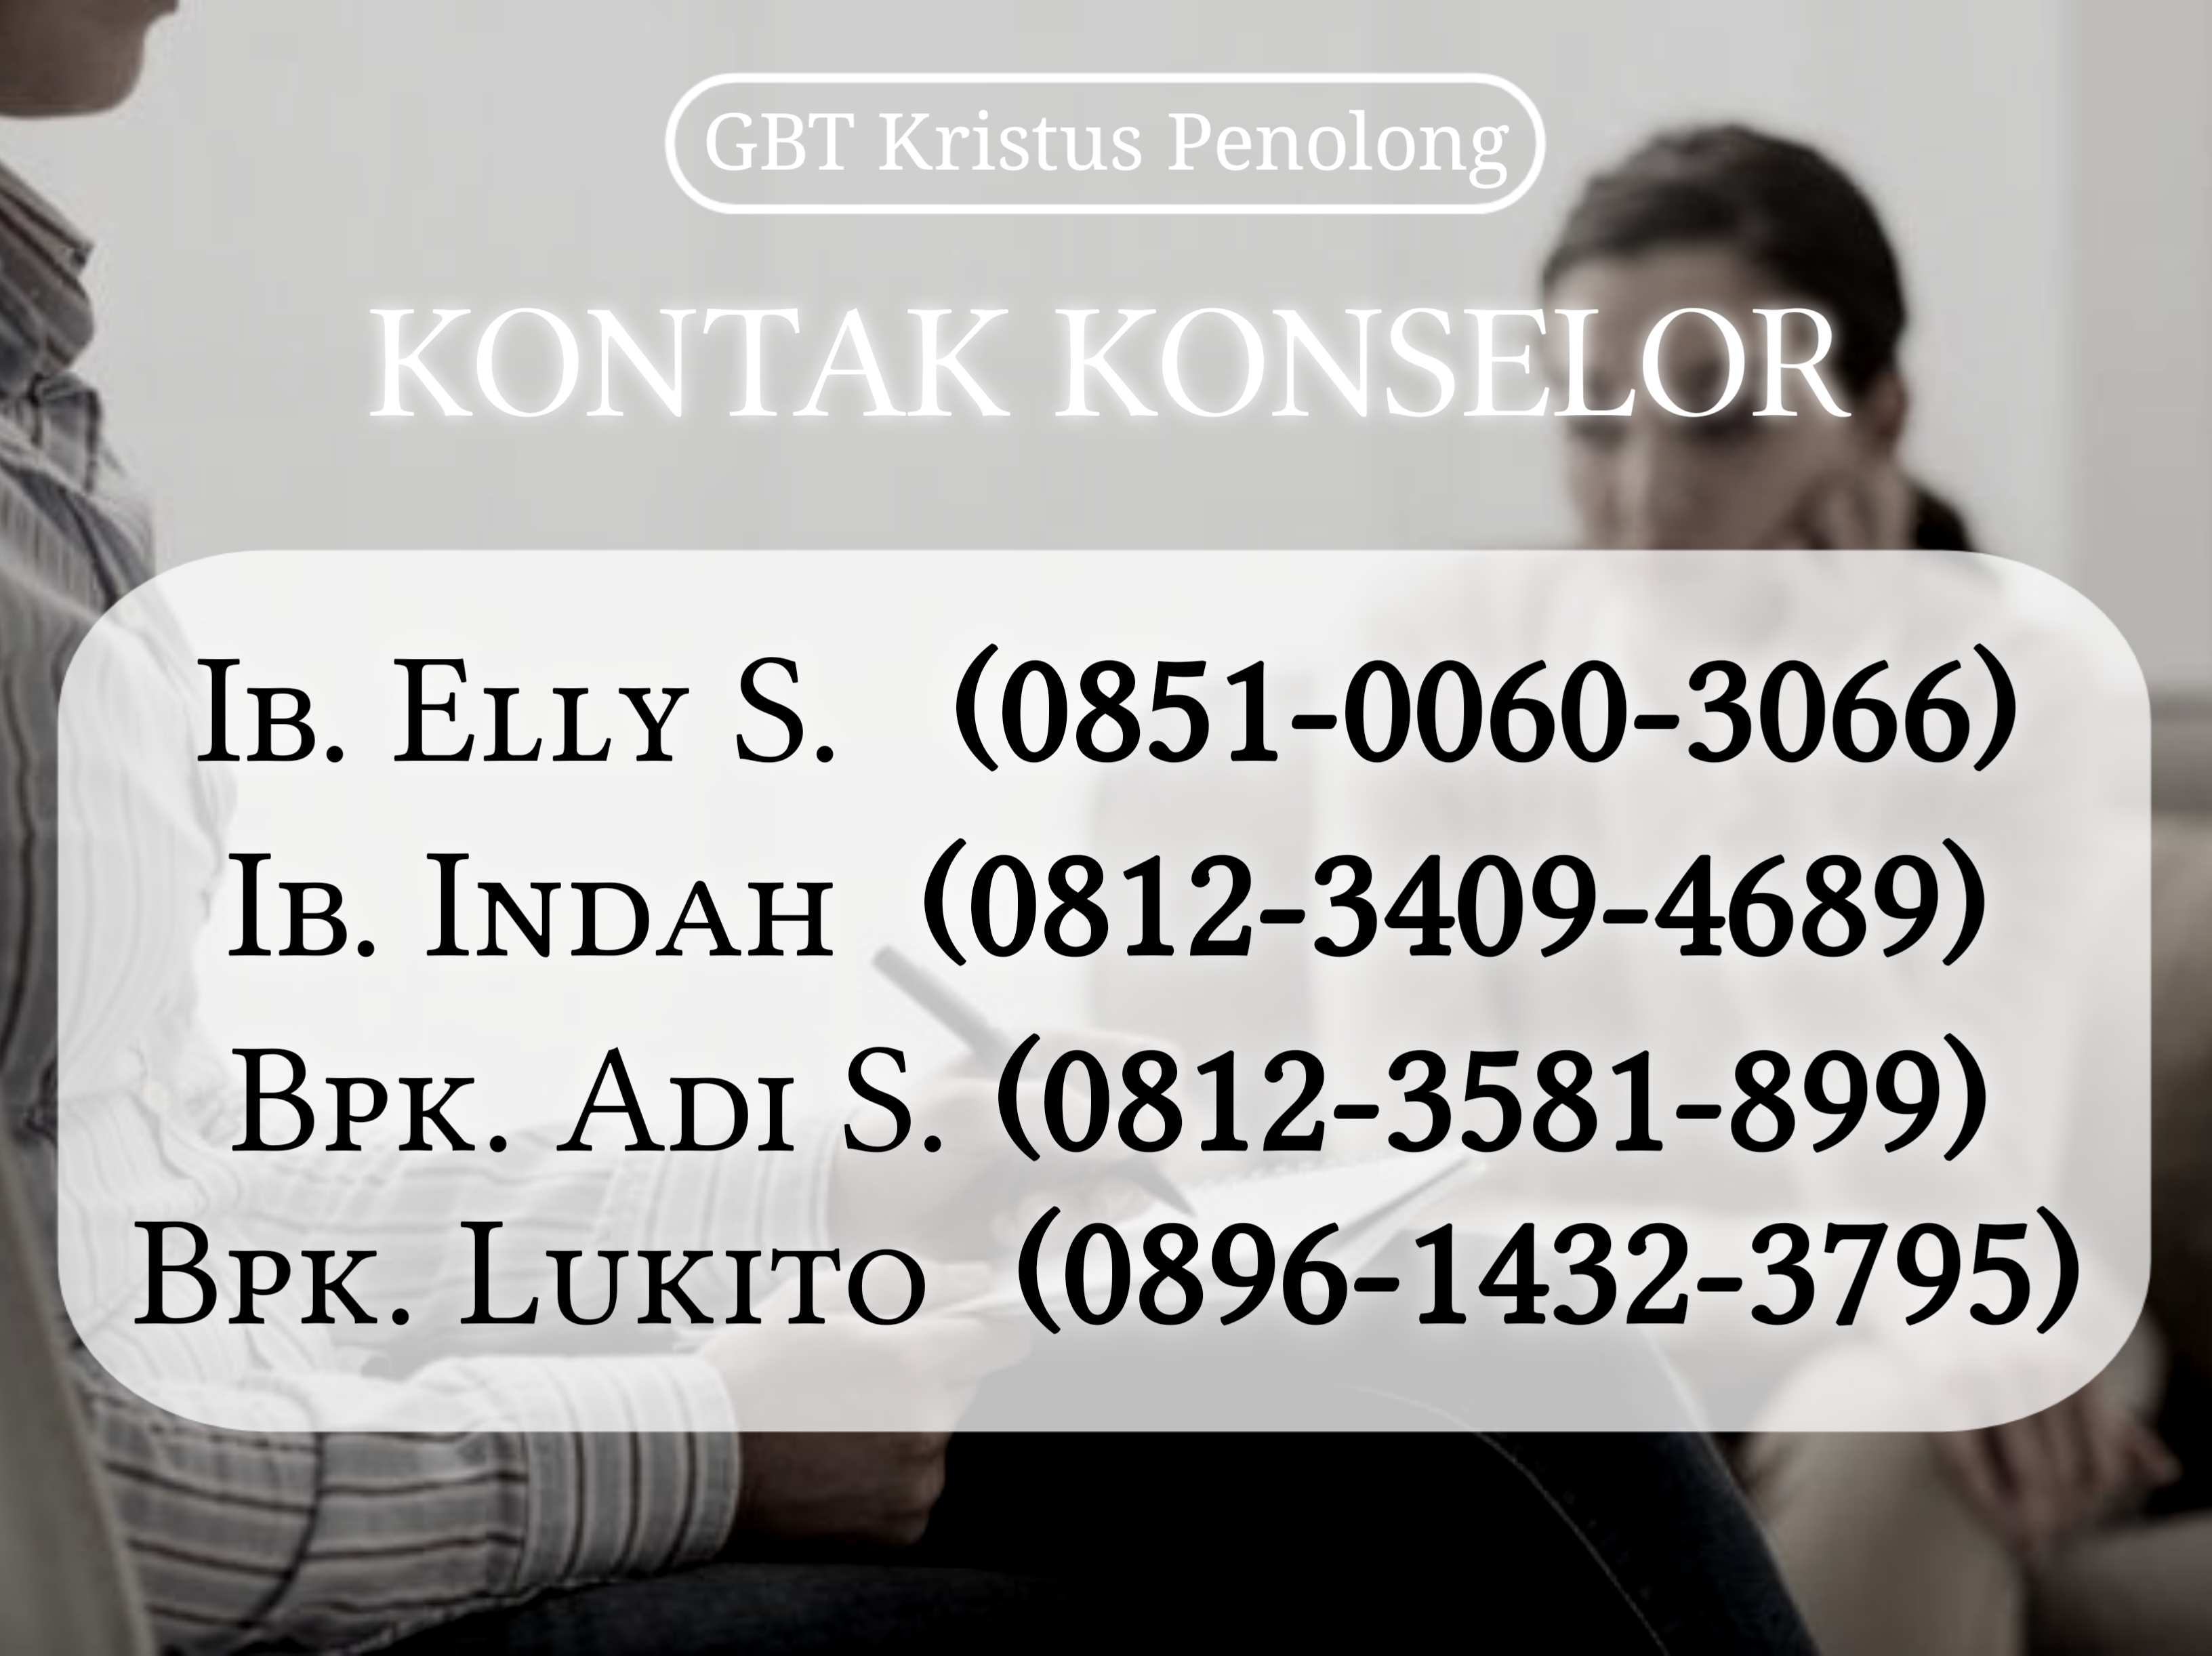 GBT Kristus Penolong
KONTAK KONSELOR
Ib. Elly S. (0851-0060-3066)
Ib. Indah (0812-3409-4689)
Bpk. Adi S. (0812-3581-899)
Bpk. Lukito (0896-1432-3795)